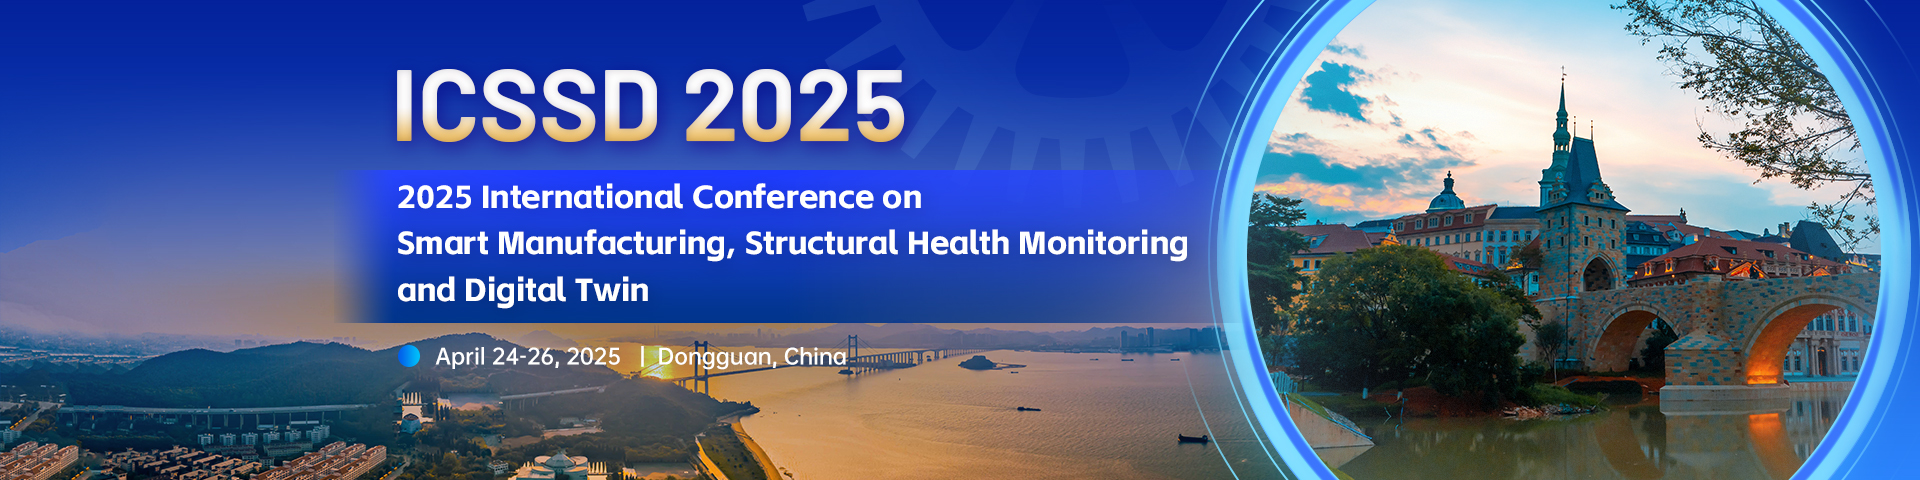 ICSSD 2025
2025 International Conference on
Smart Manufacturing, Structural Health Monitoring
and Digital Twin
April 24-26, 2025 | Dongguan, China